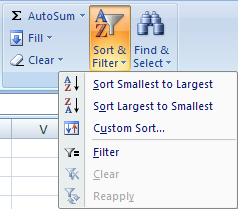 Σ AutoSum
Fill
Clear
Sort & Filter
Find & Select
A Z Sort Smallest to Largest
Z A Sort Largest to Smallest
Custom Sort...
Filter
Clear
Reapply
V